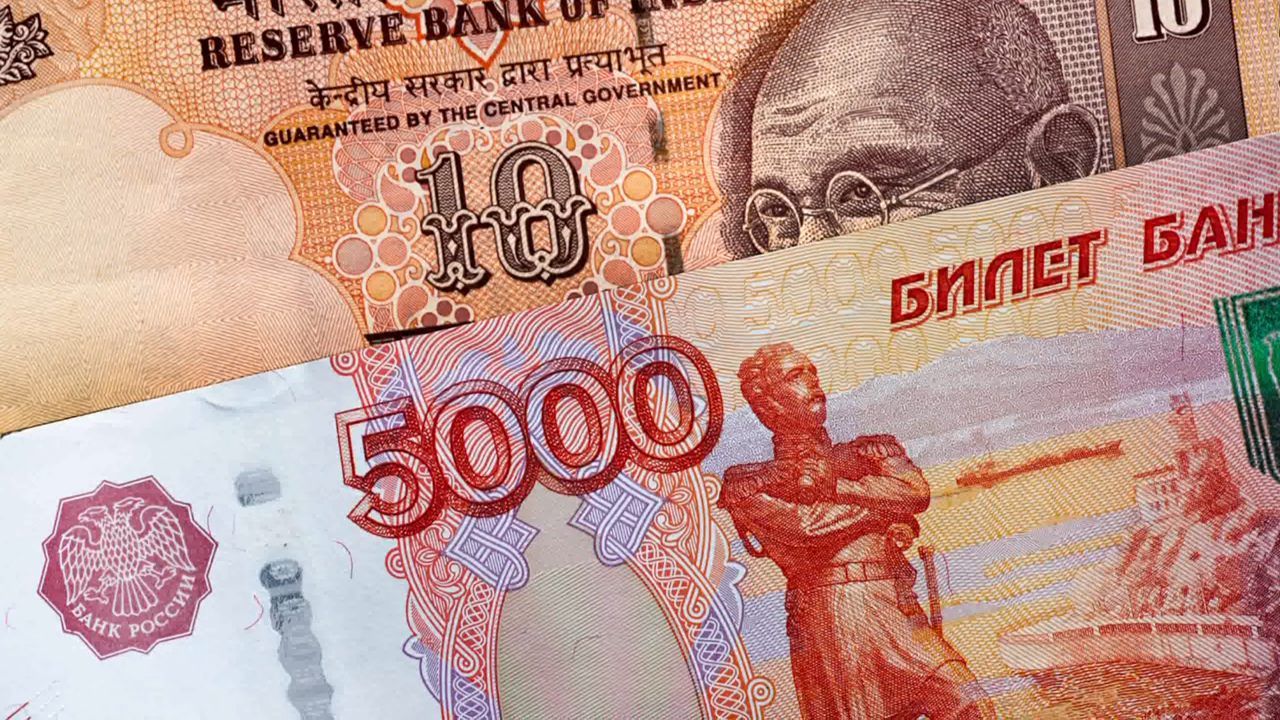 RESERVE BANK OF
केन्द्रीय सरकार द्वारा प्रत्याभूत
GUARANTEED BY THE CENTRAL GOVERNMENT
10
10
БИЛЕТ БАН
5000
БАНК РОССИИ